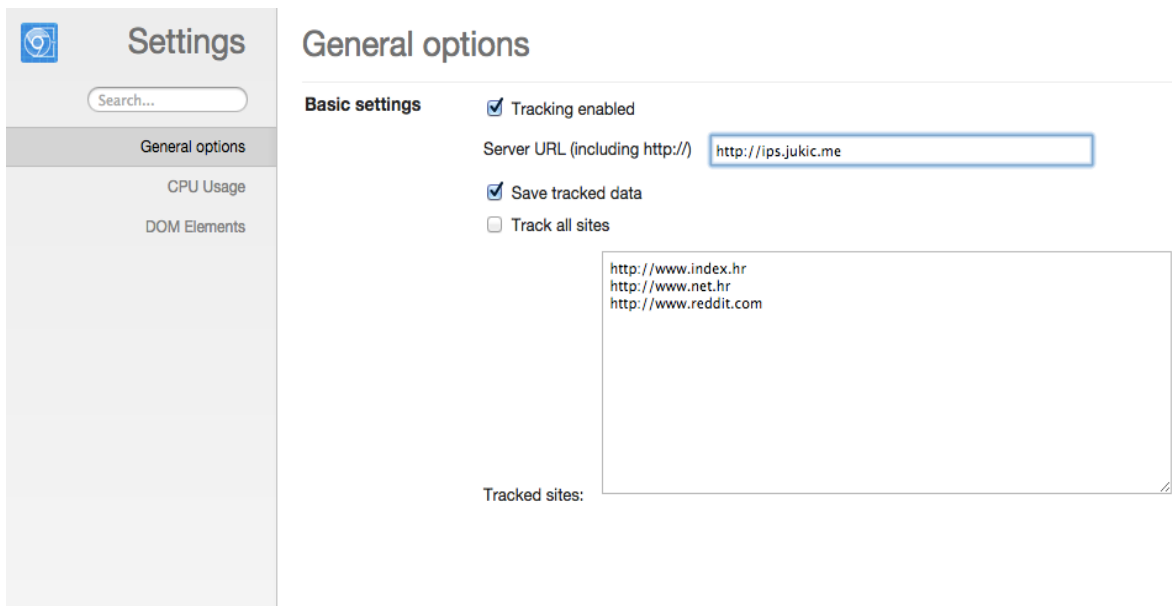 Settings
Search...
General options
CPU Usage
DOM Elements
General options
Basic settings
Tracking enabled
Server URL (including http://) http://ips.jukic.me
Save tracked data
Track all sites
http://www.index.hr
http://www.net.hr
http://www.reddit.com
Tracked sites: